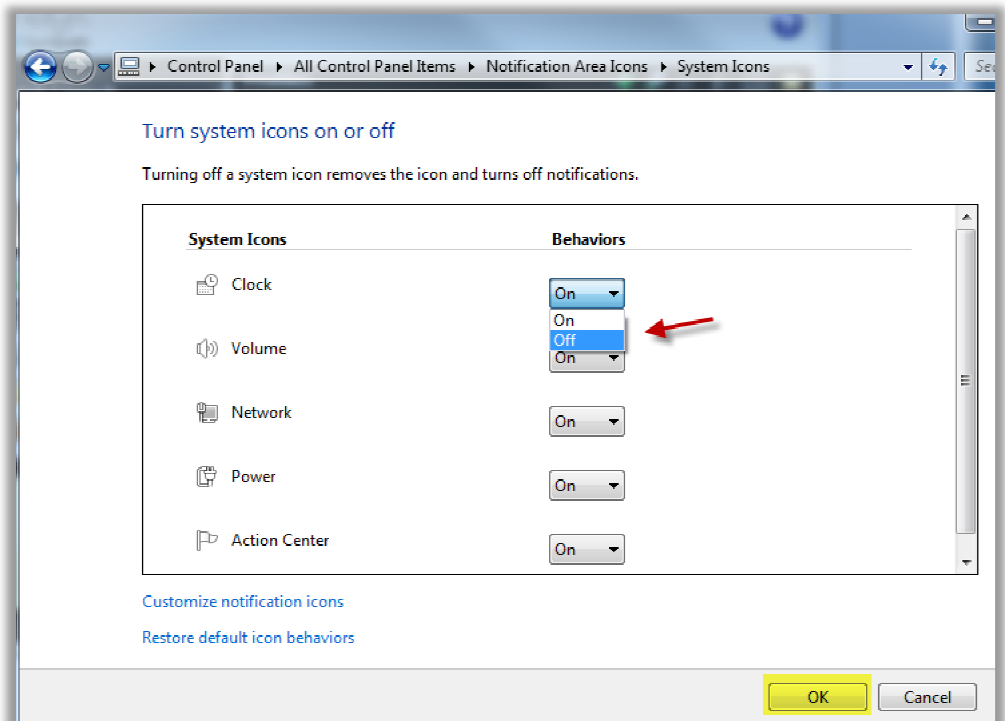 Control Panel All Control Panel Items Notification Area Icons System Icons
Turn system icons on or off
Turning off a system icon removes the icon and turns off notifications.
System Icons Behaviors
Clock On
On
Off
Volume On
Network On
Power On
Action Center On
Customize notification icons
Restore default icon behaviors
OK Cancel